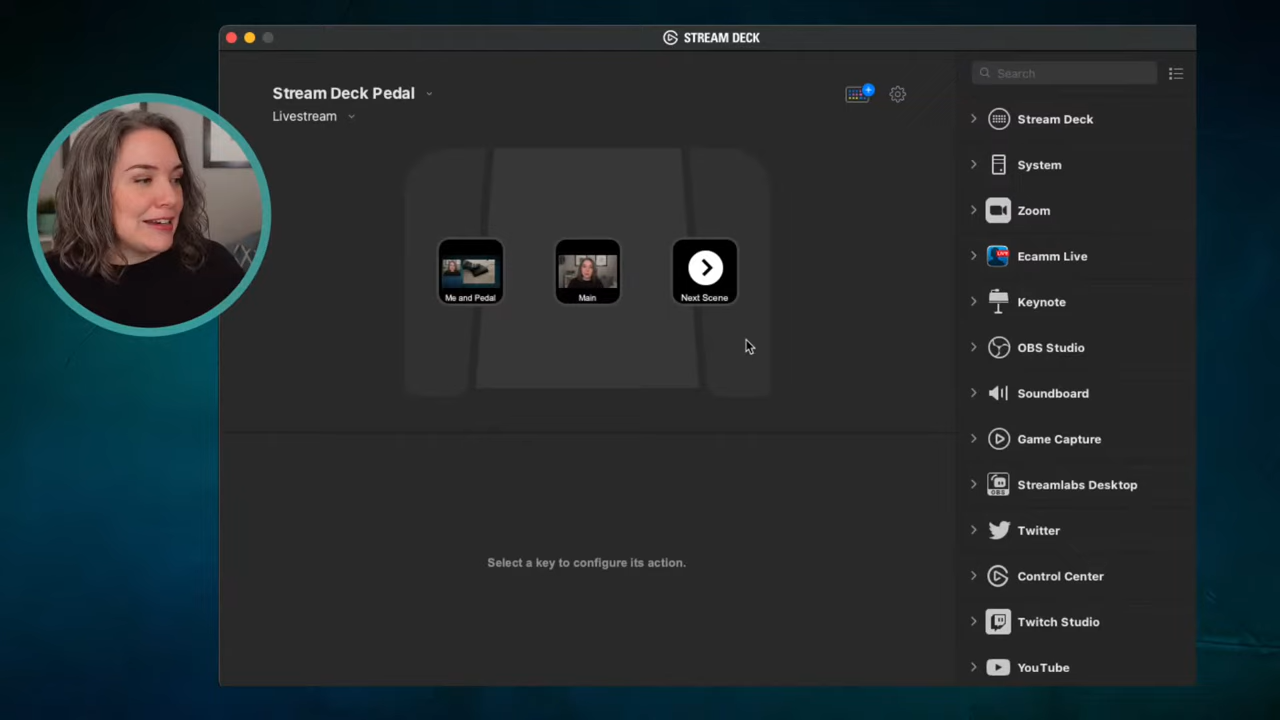 STREAM DECK
Stream Deck Pedal
Livestream
Me and Pedal
Main
Next Scene
Select a key to configure its action.
Search
Stream Deck
System
Zoom
LIVE
Ecamm Live
Keynote
OBS Studio
Soundboard
Game Capture
OBS
Streamlabs Desktop
Twitter
Control Center
Twitch Studio
YouTube